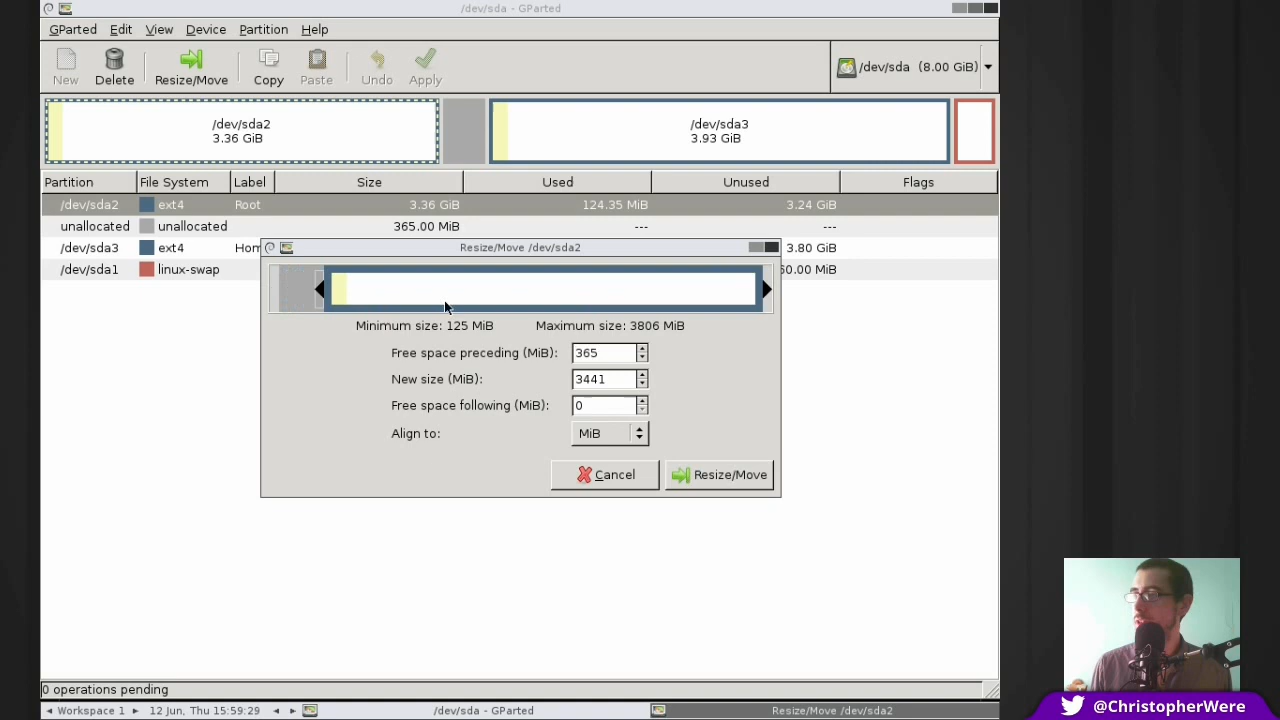 /dev/sda - GParted
GParted Edit View Device Partition Help
New Delete Resize/Move Copy Paste Undo Apply /dev/sda (8.00 GiB)
/dev/sda2
3.36 GiB
/dev/sda3
3.93 GiB
Partition File System Label Size Used Unused Flags
/dev/sda2 ext4 Root 3.36 GiB 124.35 MiB 3.24 GiB
unallocated unallocated 365.00 MiB --- ---
/dev/sda3 ext4 3.80 GiB
/dev/sda1 linux-swap
Resize/Move /dev/sda2
Minimum size: 125 MiB Maximum size: 3806 MiB
Free space preceding (MiB): 365
New size (MiB): 3441
Free space following (MiB): 0
Align to: MiB
Cancel Resize/Move
0 operations pending
Workspace 1 12 Jun, Thu 15:59:29 /dev/sda - GParted Resize/Move /dev/sda2
@ChristopherWere